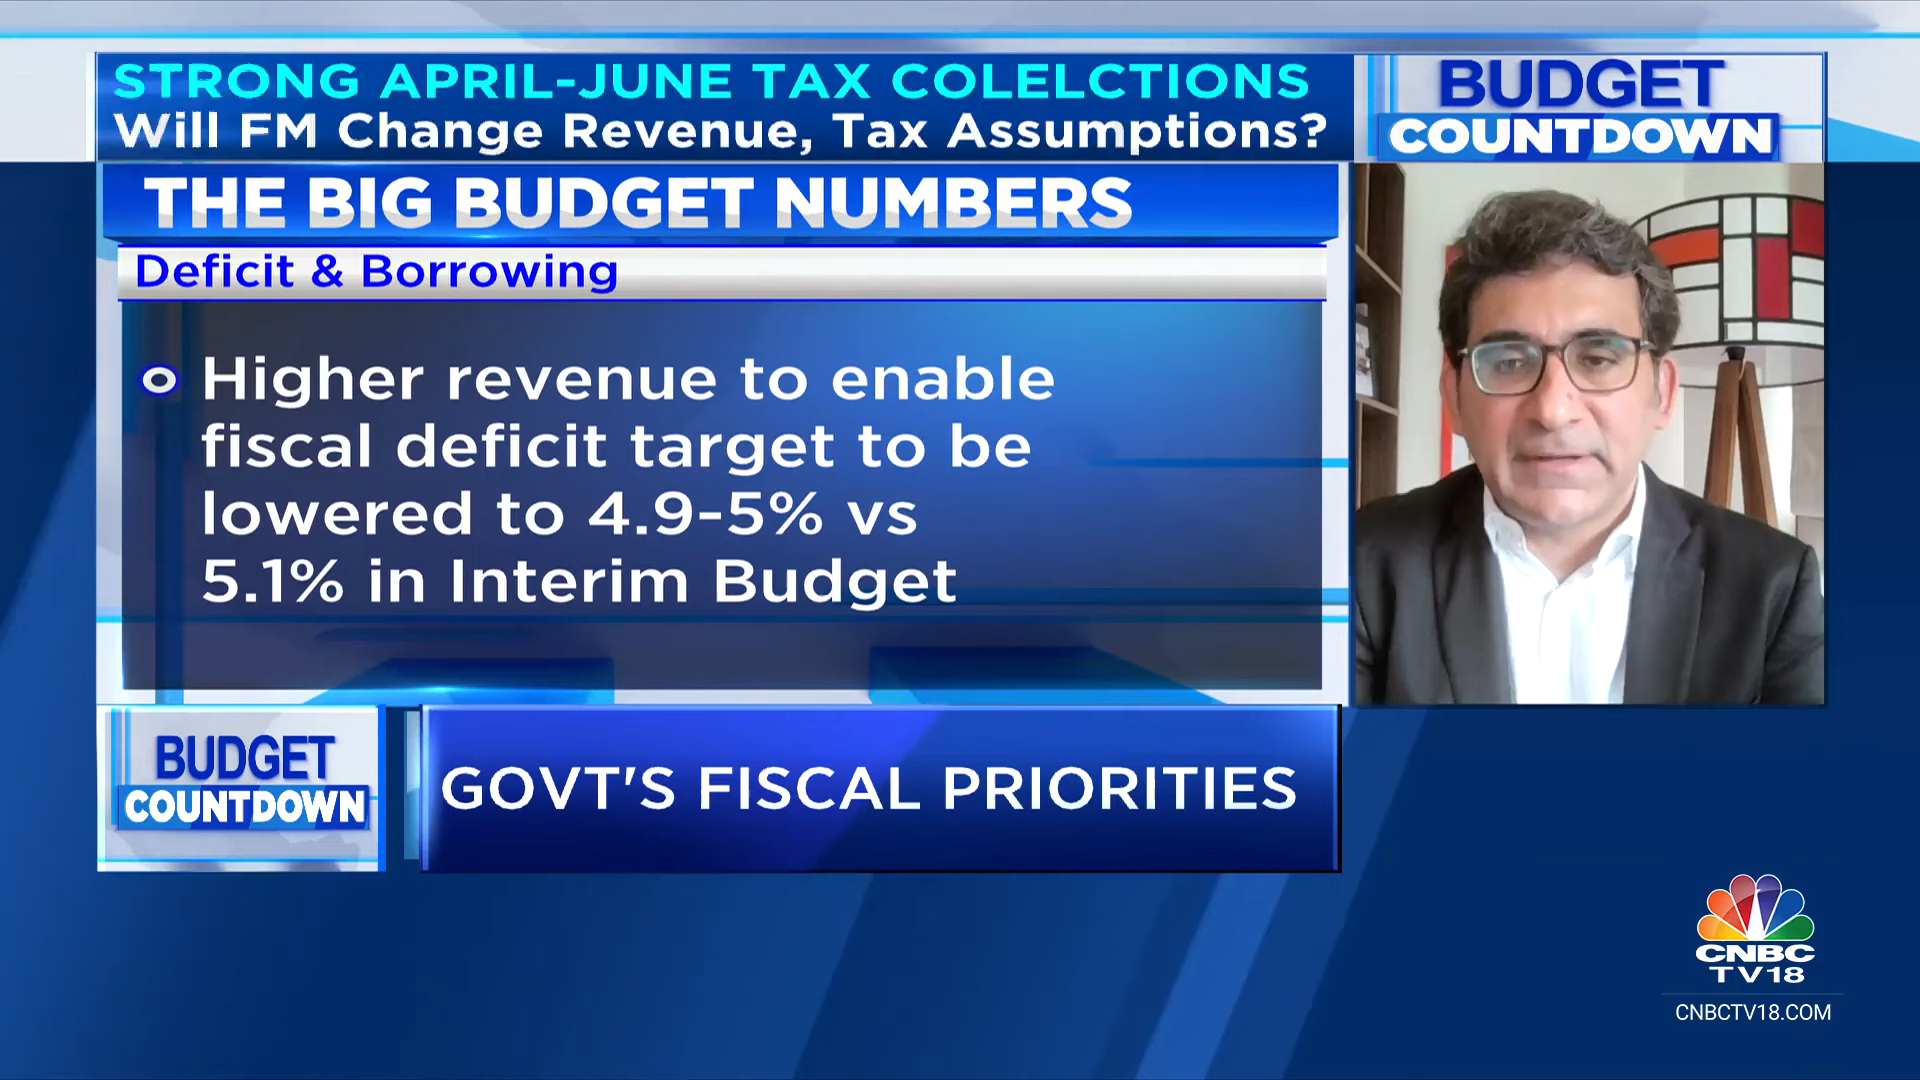 STRONG APRIL-JUNE TAX COLELCTIONS
Will FM Change Revenue, Tax Assumptions?
BUDGET
COUNTDOWN
THE BIG BUDGET NUMBERS
Deficit & Borrowing
Higher revenue to enable
fiscal deficit target to be
lowered to 4.9-5% vs
5.1% in Interim Budget
BUDGET
COUNTDOWN
GOVT'S FISCAL PRIORITIES
CNBC
TV18
CNBCTV18.COM